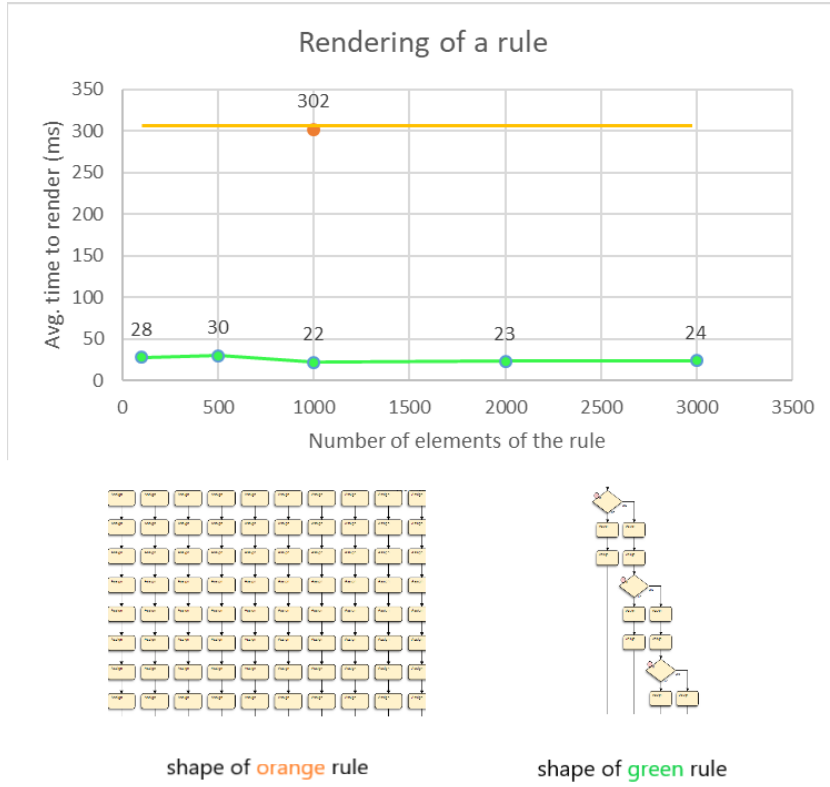 Rendering of a rule
Avg. time to render (ms)
350
300
250
200
150
100
50
0
302
28
30
22
23
24
0 500 1000 1500 2000 2500 3000 3500
Number of elements of the rule
shape of orange rule
shape of green rule